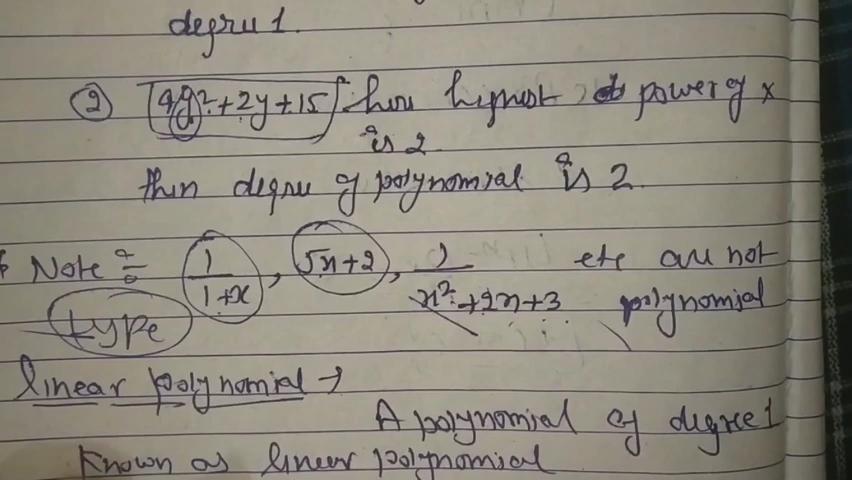 degree 1.
② 4y² + 2y + 15 here highest power of x
is 2
then degree of polynomial is 2.
Note ÷ 1/1+x , 5x+2 , 1/x²+2x+3 etc are not
polynomial
type
linear polynomial →
A polynomial of degree 1
Known as linear polynomial